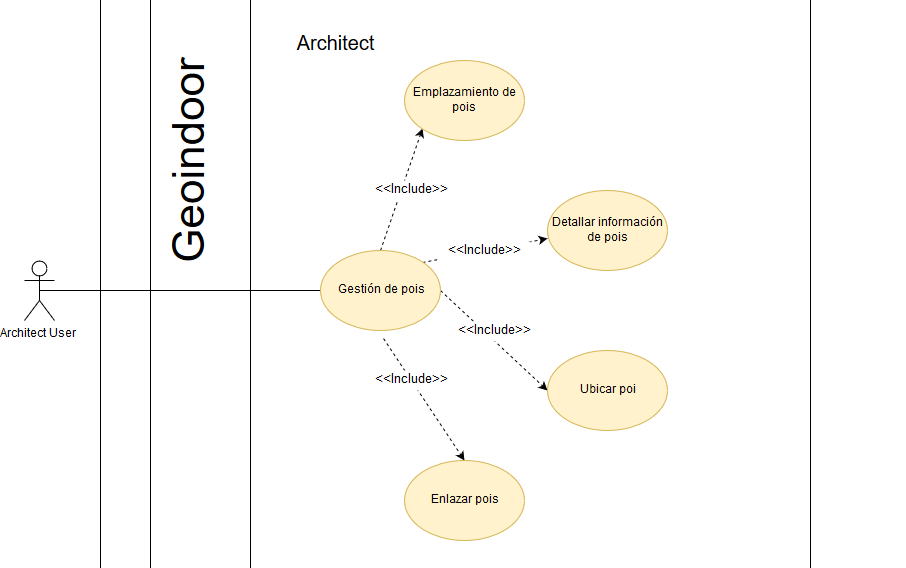 Architect
Geoindoor
Emplazamiento de
pois
<<Include>>
Detallar información
de pois
<<Include>>
Gestión de pois
Architect User
<<Include>>
Ubicar poi
<<Include>>
Enlazar pois